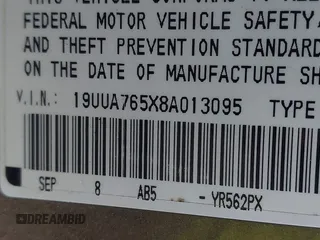 FEDERAL MOTOR VEHICLE SAFETY
AND THEFT PREVENTION STANDARD
ON THE DATE OF MANUFACTURE SH
V.I.N.: 19UUA765X8A013095 TYPE
SEP 8 AB5 YR562PX
DREAMBID